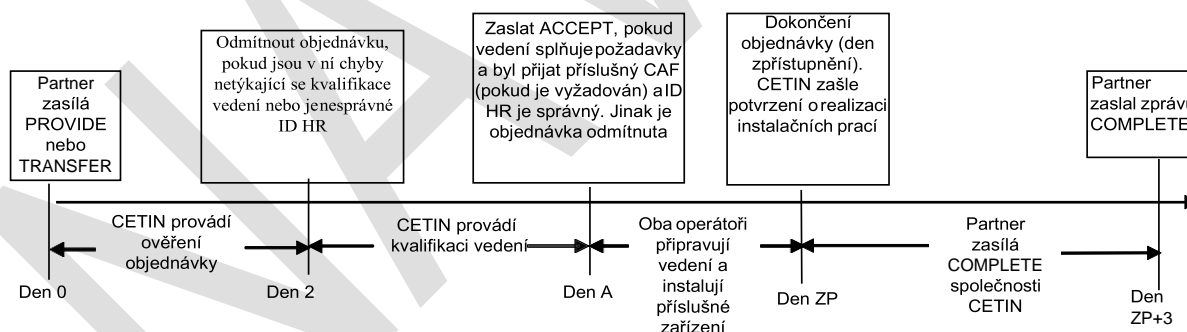 Partner
zasílá
PROVIDE
nebo
TRANSFER
Odmítnout objednávku,
pokud jsou v ní chyby
netýkající se kvalifikace
vedení nebo jenesprávné
ID HR
Zaslat ACCEPT, pokud
vedení splňuje požadavky
a byl přijat příslušný CAF
(pokud je vyžadován) a ID
HR je správný. Jinak je
objednávka odmítnuta
Dokončení
objednávky (den
zpřístupnění).
CETIN zašle
potvrzení o realizaci
instalačních prací
Partner
zaslal zprávu
COMPLETE
CETIN provádí
ověření
objednávky
CETIN provádí
kvalifikaci vedení
Oba operátoři
připravují
vedení a
instalují
příslušné
zařízení
Partner
zasílá
COMPLETE
společnosti
CETIN
Den 0
Den 2
Den A
Den ZP
Den
ZP+3